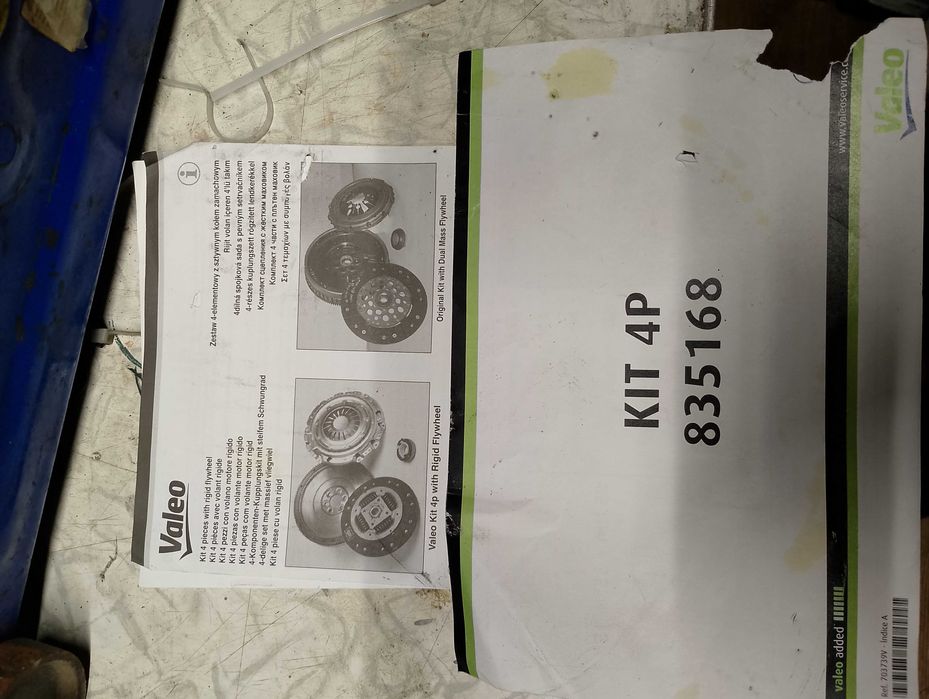 Valeo
Kit 4 pieces with rigid flywheel
Kit 4 pièces avec volant rigide
Kit 4 pezzi con volano motore rigido
Kit 4 piezas con volante motor rígido
Kit 4 peças com volante motor rigid
4-Komponenten-Kupplungskit mit steifem Schwungrad
4-delige set met massief vliegwiel
Kit 4 piese cu volan rigid
i
Zestaw 4-elementowy z sztywnym kołem zamachowym
Rijit volan içeren 4'lü takım
4dílná spojková sada s pevným setrvačníkem
4-részes kuplungszett rögzített lendkerékkel
Комплект сцепления с жёстким маховиком
Комплект 4 части с плътен маховик
Σετ 4 τεμαχίων με συμπαγές βολάν
Valeo Kit 4p with Rigid Flywheel
Original Kit with Dual Mass Flywheel
KIT 4P
835168
valeo added
www.valeoservice.c
Valeo
Ref. 703739V - Indice A